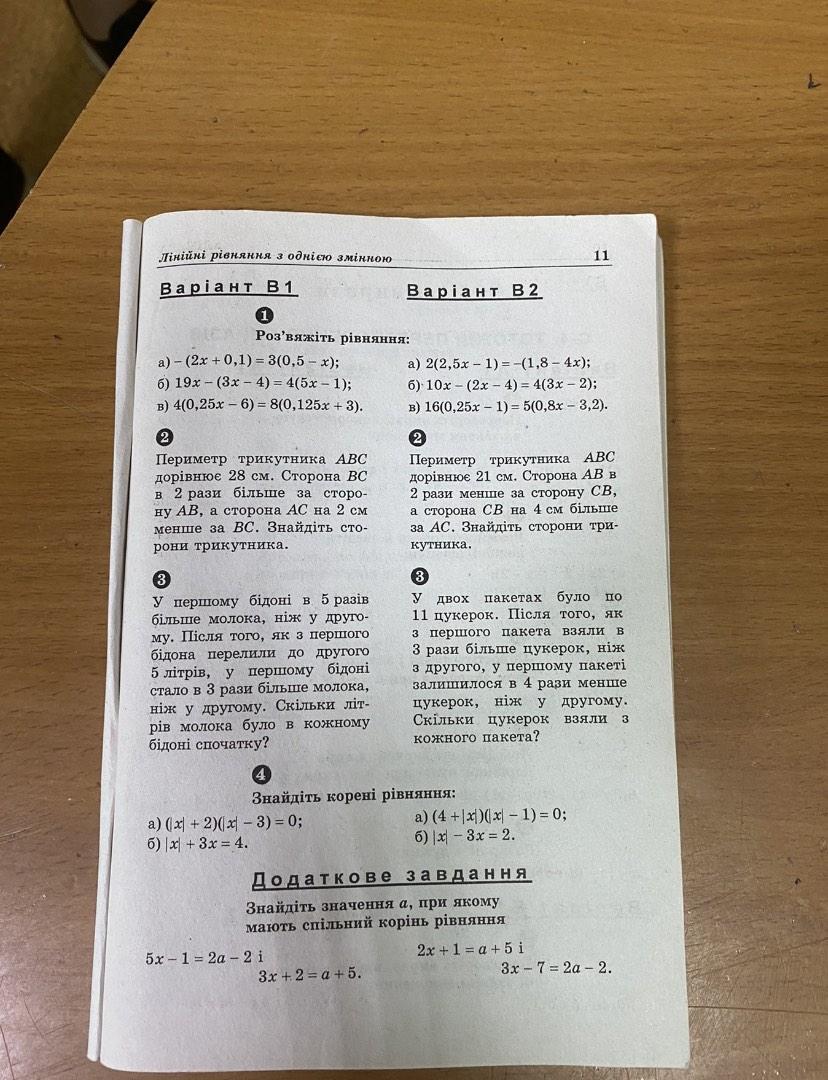 Лінійні рівняння з однією змінною 11
Варіант В1
1
Роз'вяжіть рівняння:
а) – (2x + 0,1) = 3(0,5 – x);
б) 19x – (3x – 4) = 4(5x – 1);
в) 4(0,25x – 6) = 8(0,125x + 3).
2
Периметр трикутника ABC
дорівнює 28 см. Сторона BC
в 2 рази більше за сторо-
ну AB, а сторона AC на 2 см
менше за BC. Знайдіть сто-
рони трикутника.
3
У першому бідоні в 5 разів
більше молока, ніж у друго-
му. Після того, як з першого
бідона перелили до другого
5 літрів, у першому бідоні
стало в 3 рази більше молока,
ніж у другому. Скільки літ-
рів молока було в кожному
бідоні спочатку?
Варіант В2
а) 2(2,5x – 1) = –(1,8 – 4x);
б) 10x – (2x – 4) = 4(3x – 2);
в) 16(0,25x – 1) = 5(0,8x – 3,2).
2
Периметр трикутника ABC
дорівнює 21 см. Сторона AB в
2 рази менше за сторону CB,
а сторона CB на 4 см більше
за AC. Знайдіть сторони три-
кутника.
3
У двох пакетах було по
11 цукерок. Після того, як
з першого пакета взяли в
3 рази більше цукерок, ніж
з другого, у першому пакеті
залишилося в 4 рази менше
цукерок, ніж у другому.
Скільки цукерок взяли з
кожного пакета?
4
Знайдіть корені рівняння:
а) (|x| + 2)(|x| – 3) = 0;
б) |x| + 3x = 4.
а) (4 + |x|)(|x| – 1) = 0;
б) |x| – 3x = 2.
Додаткове завдання
Знайдіть значення a, при якому
мають спільний корінь рівняння
5x – 1 = 2a – 2 і
3x + 2 = a + 5.
2x + 1 = a + 5 і
3x – 7 = 2a – 2.